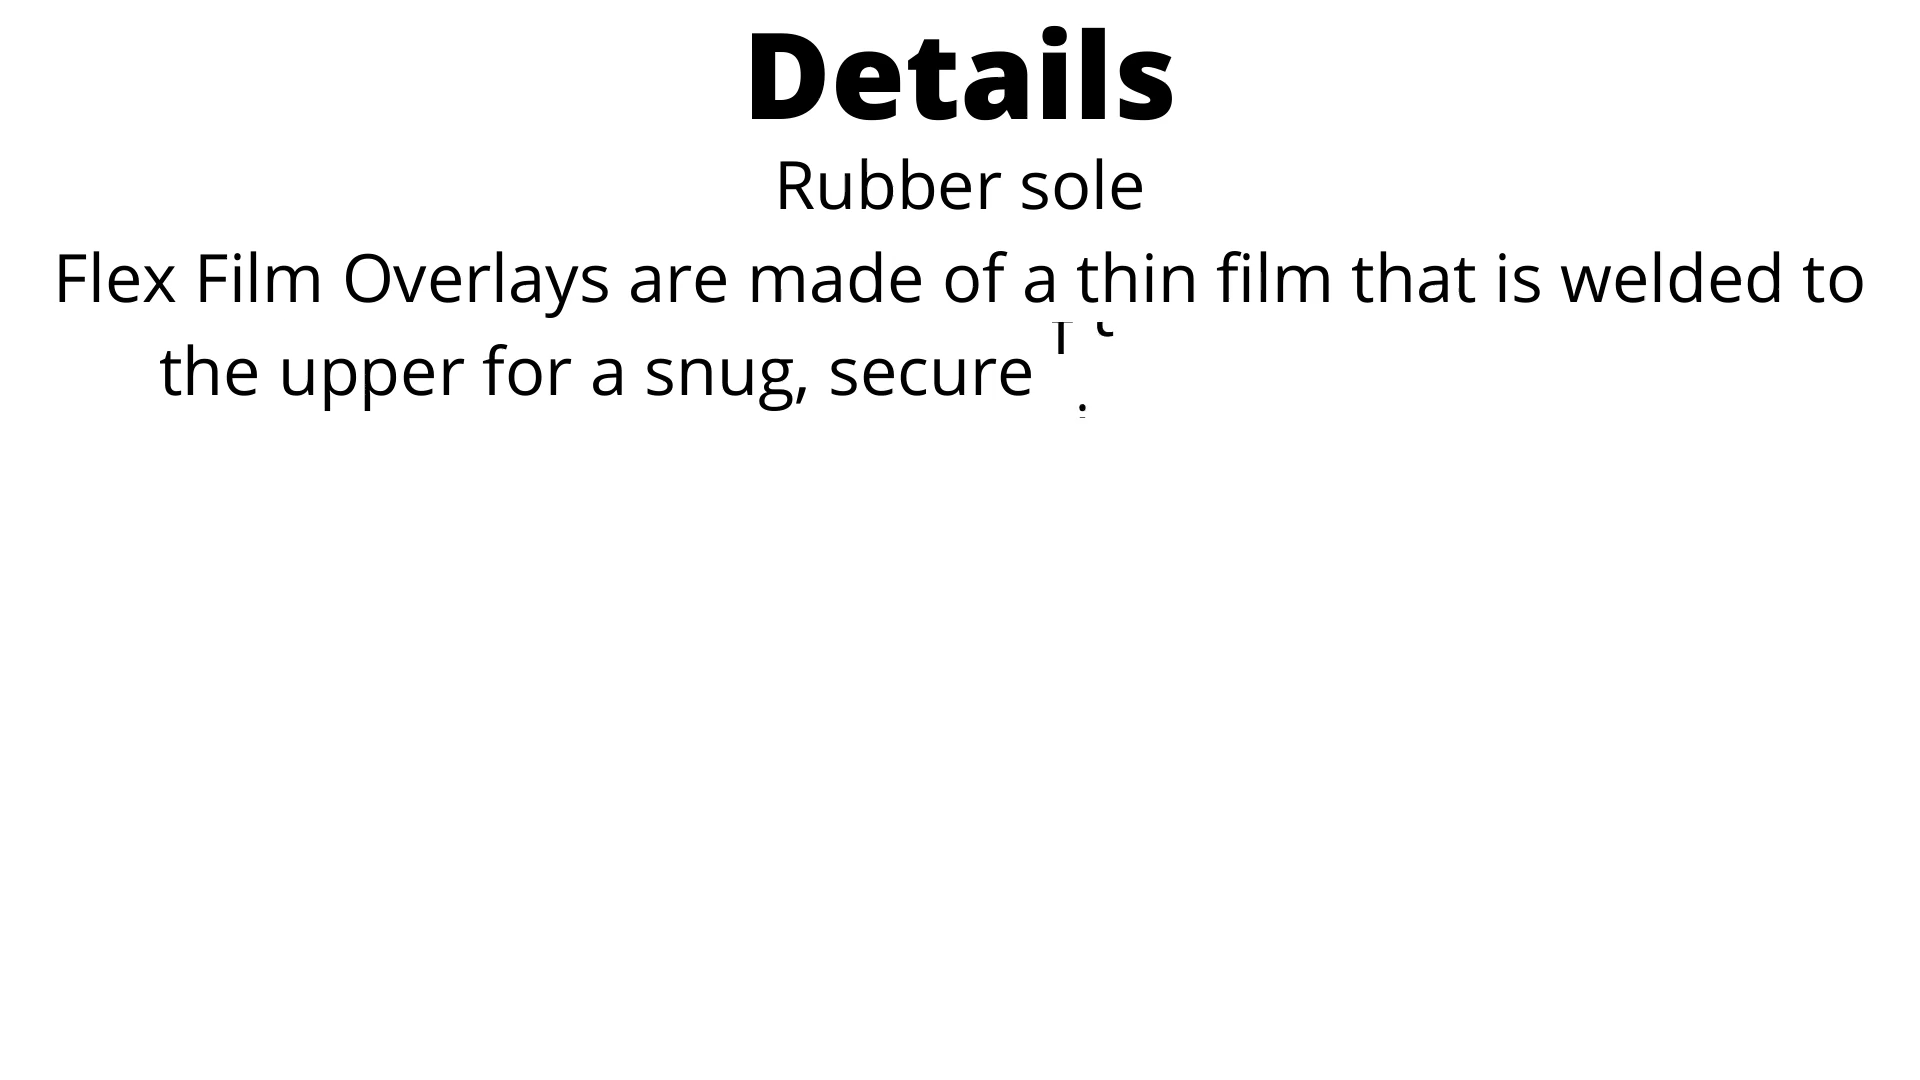 Details
Rubber sole
Flex Film Overlays are made of a thin film that is welded to
the upper for a snug, secure